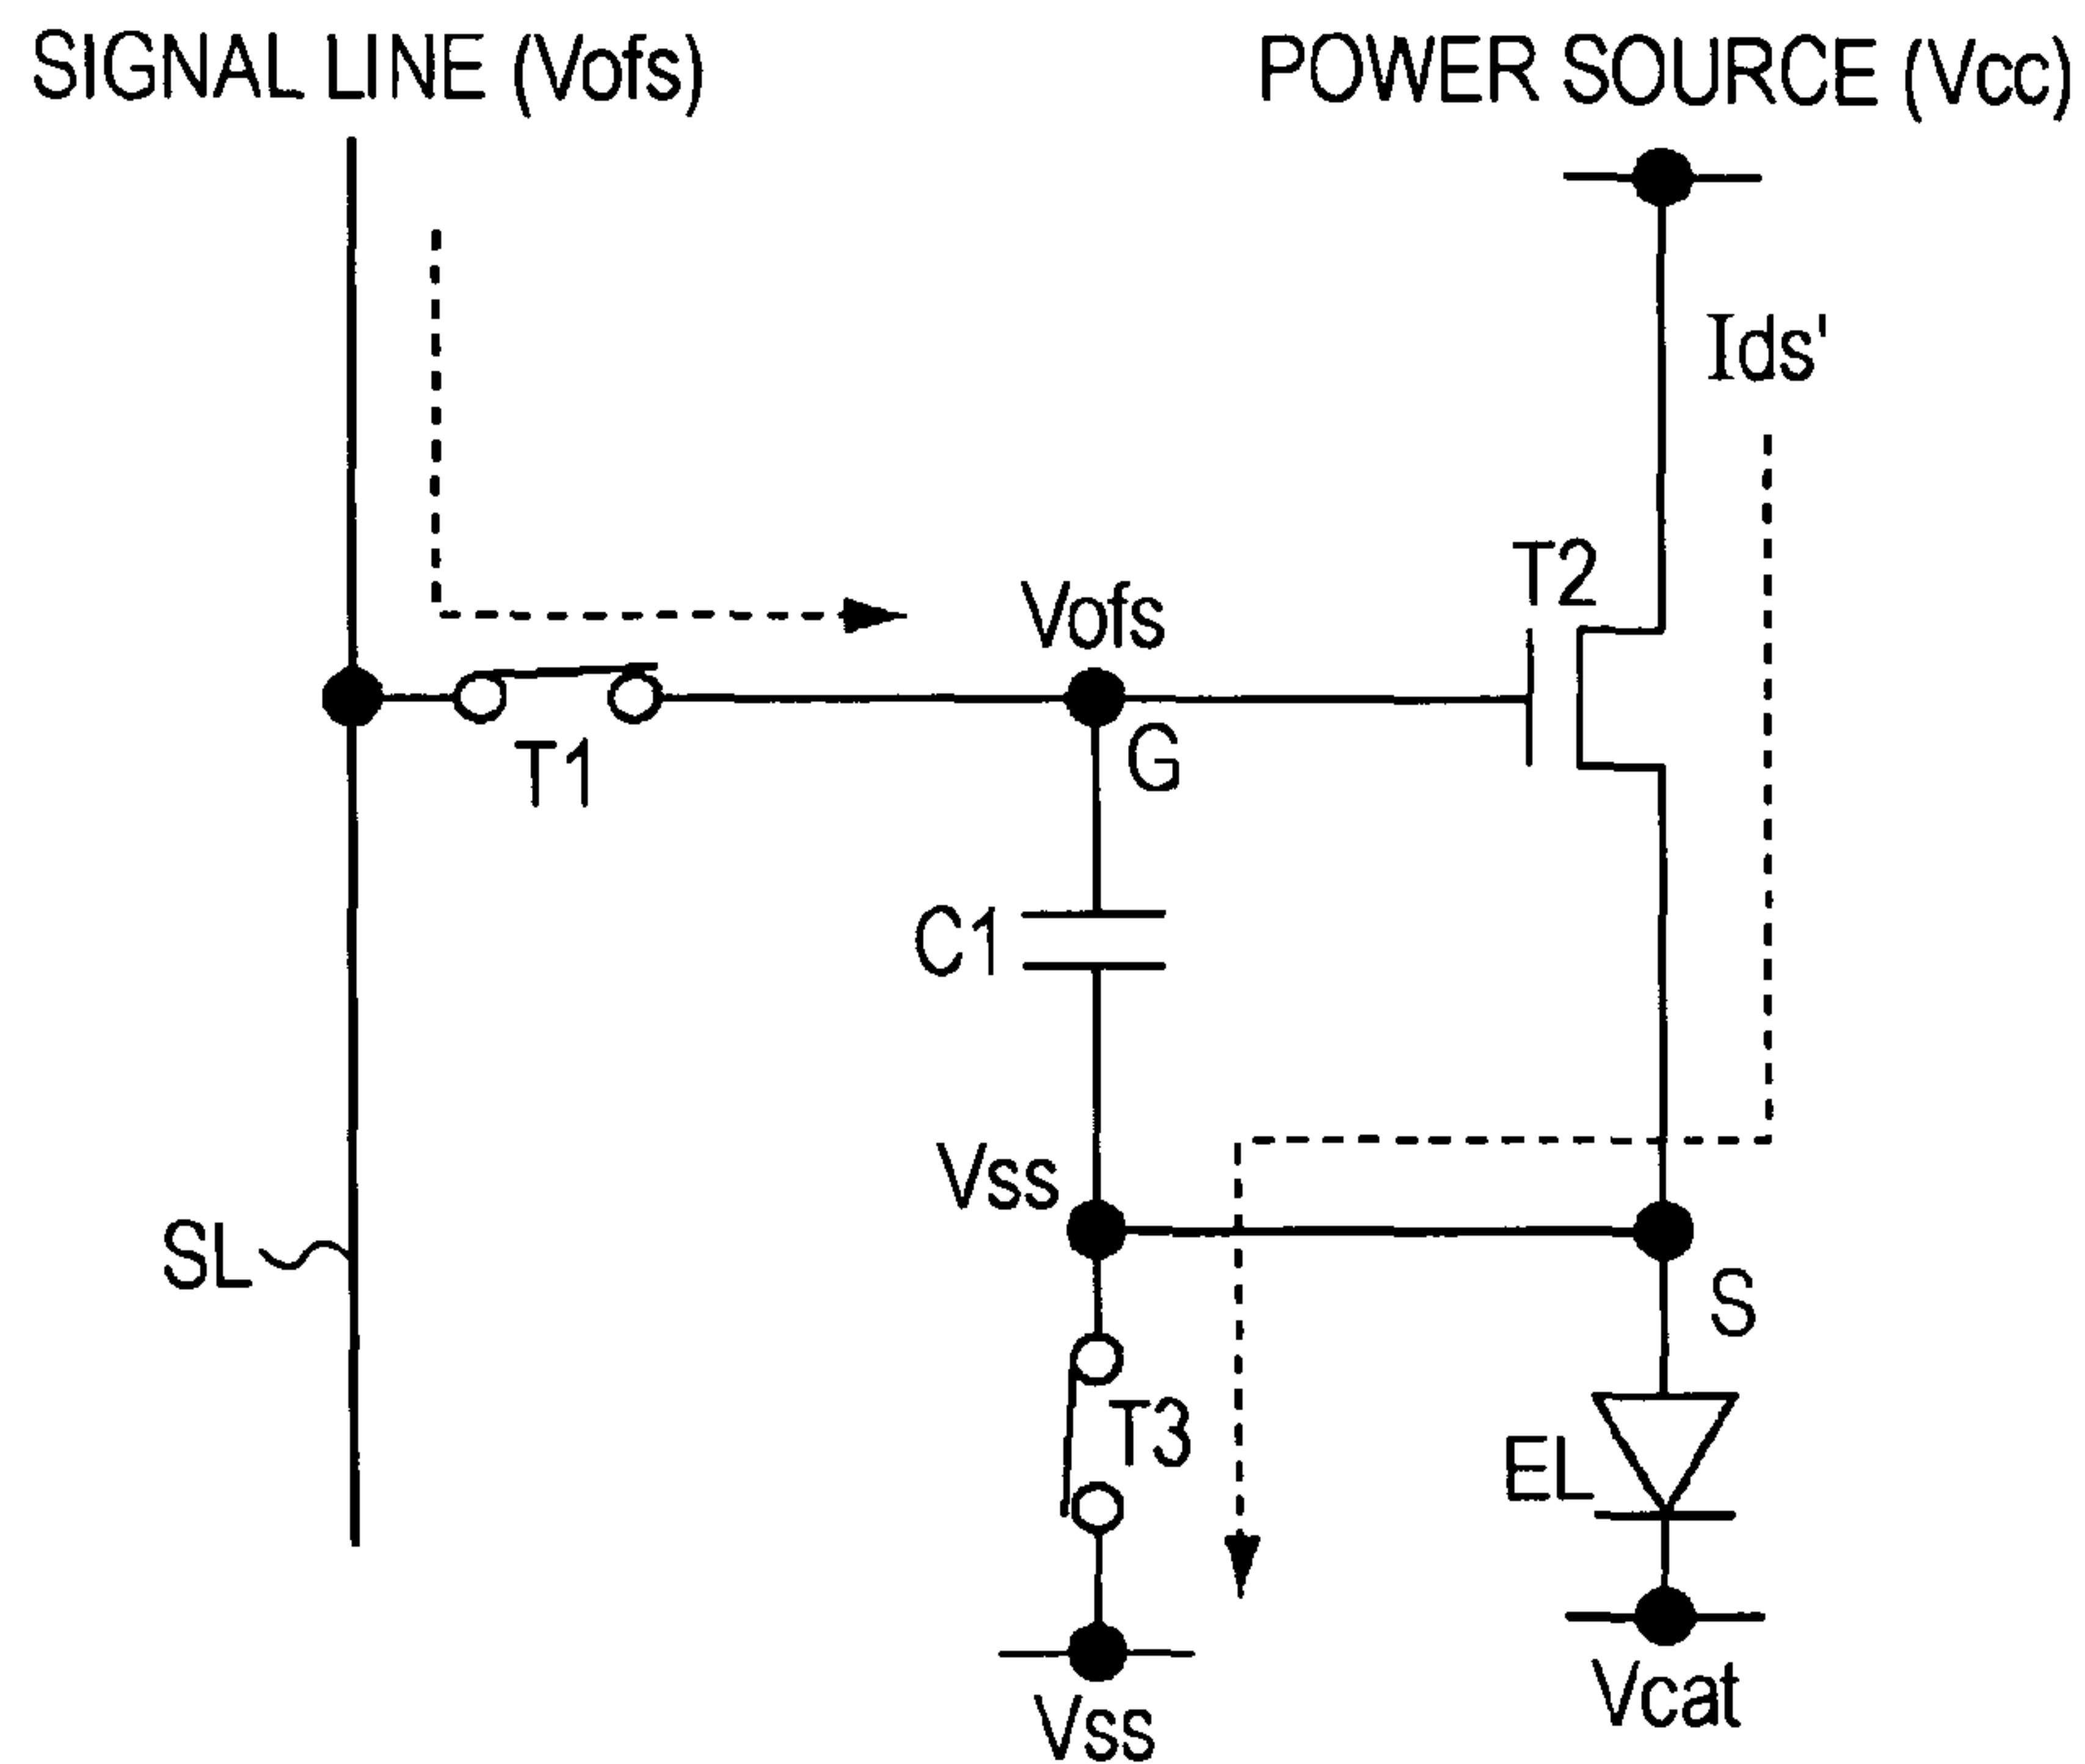 SIGNAL LINE (Vofs)
POWER SOURCE (Vcc)
Ids'
T2
Vofs
T1
G
C1
Vss
SL
S
T3
EL
Vcat
Vss